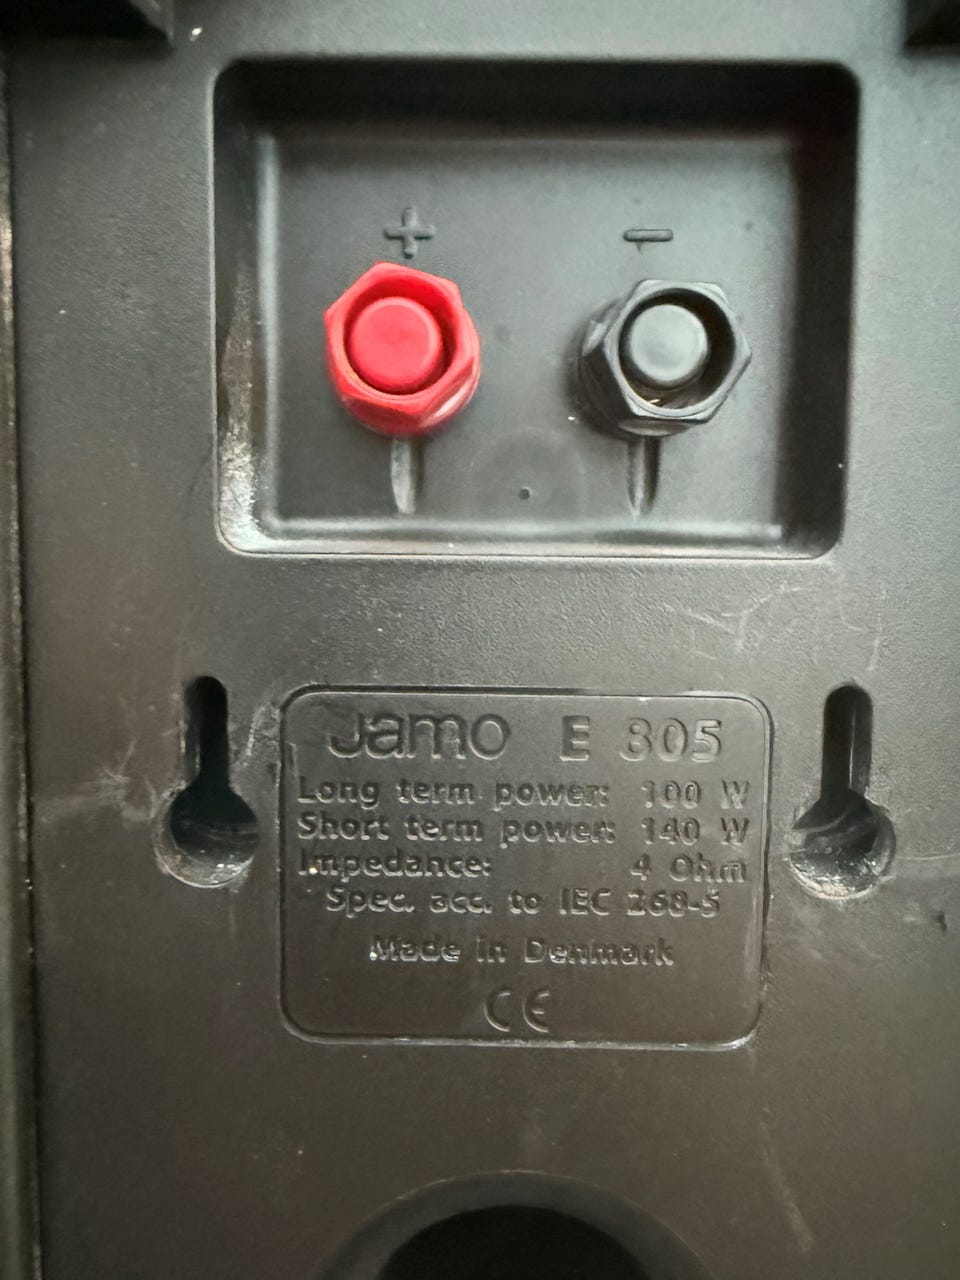 + -
Jamo E 805
Long term power: 100 W
Short term power: 140 W
Impedance: 4 Ohm
Spec. acc. to IEC 268-5
Made in Denmark
CE